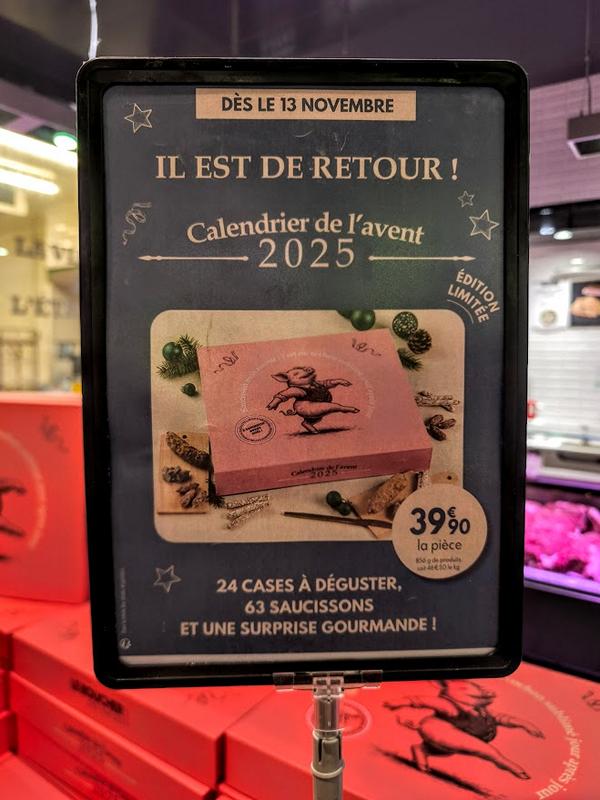 DÈS LE 13 NOVEMBRE
IL EST DE RETOUR !
Calendrier de l'avent
2025
ÉDITION
LIMITÉE
Calendrier de l'avent
2025
39€90
la pièce
24 CASES À DÉGUSTER,
63 SAUCISSONS
ET UNE SURPRISE GOURMANDE !